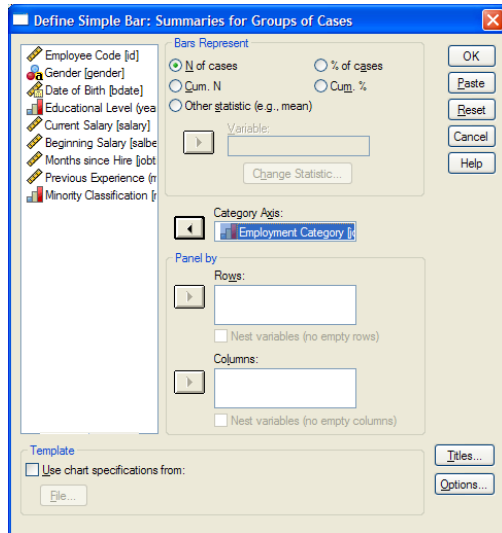 Define Simple Bar: Summaries for Groups of Cases
Employee Code [id]
Gender [gender]
Date of Birth [bdate]
Educational Level (yea
Current Salary [salary]
Beginning Salary [salbe
Months since Hire [jobt
Previous Experience (m
Minority Classification [
Bars Represent
N of cases
% of cases
Cum. N
Cum. %
Other statistic (e.g., mean)
Variable:
Change Statistic...
Category Axis:
Employment Category [jo
Panel by
Rows:
Nest variables (no empty rows)
Columns:
Nest variables (no empty columns)
OK
Paste
Reset
Cancel
Help
Template
Use chart specifications from:
File...
Titles...
Options...